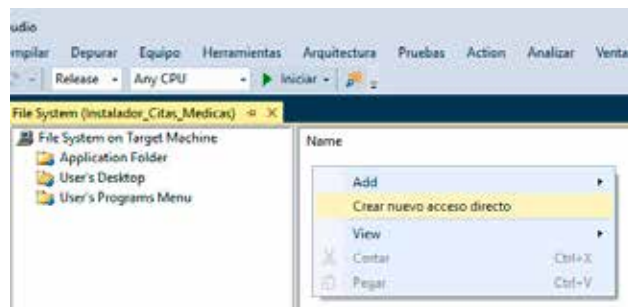 udio
mpilar Depurar Equipo Herramientas Arquitectura Pruebas Action Analizar Venta
Release Any CPU Iniciar
File System (Instalador_Citas_Medicas)
File System on Target Machine
Application Folder
User's Desktop
User's Programs Menu
Name
Add
Crear nuevo acceso directo
View
Cortar Ctrl+X
Pegar Ctrl+V